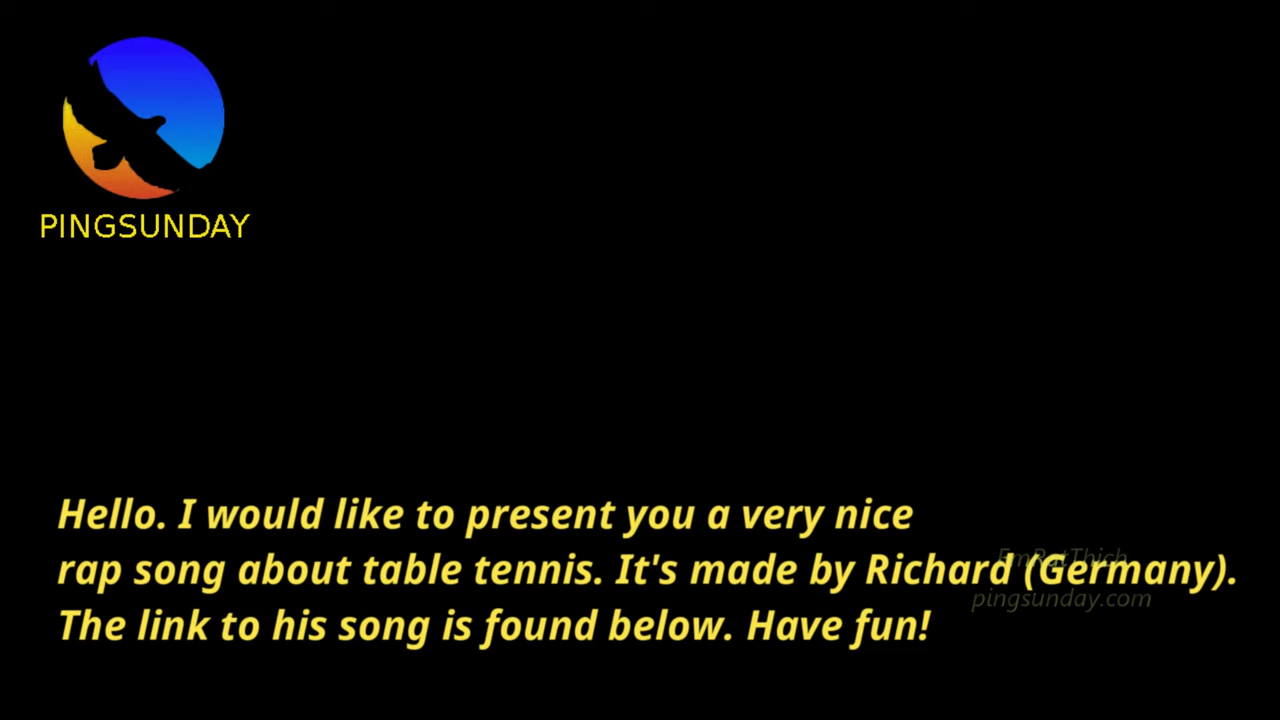 PINGSUNDAY
Hello. I would like to present you a very nice
EmRatThich
rap song about table tennis. It's made by Richard (Germany).
pingsunday.com
The link to his song is found below. Have fun!